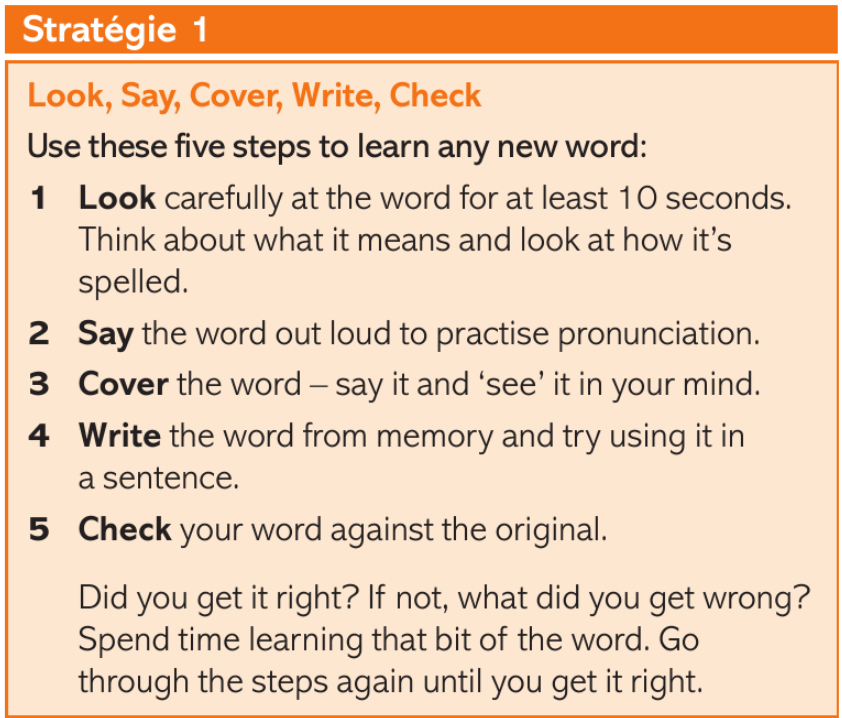 Stratégie 1
Look, Say, Cover, Write, Check
Use these five steps to learn any new word:
1 Look carefully at the word for at least 10 seconds.
Think about what it means and look at how it’s
spelled.
2 Say the word out loud to practise pronunciation.
3 Cover the word – say it and ‘see’ it in your mind.
4 Write the word from memory and try using it in
a sentence.
5 Check your word against the original.
Did you get it right? If not, what did you get wrong?
Spend time learning that bit of the word. Go
through the steps again until you get it right.